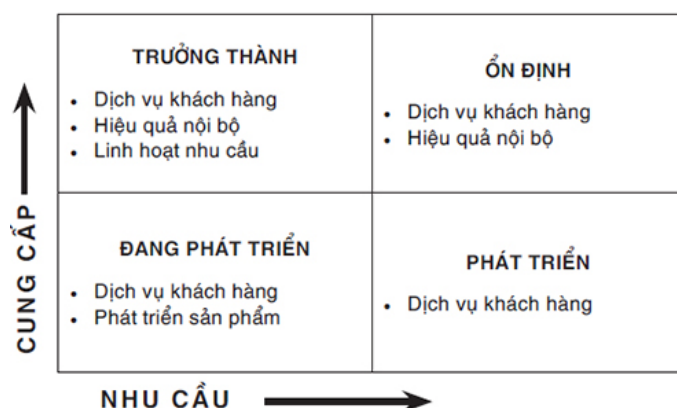 TRƯỞNG THÀNH
• Dịch vụ khách hàng
• Hiệu quả nội bộ
• Linh hoạt nhu cầu
ỔN ĐỊNH
• Dịch vụ khách hàng
• Hiệu quả nội bộ
CUNG CẤP
ĐANG PHÁT TRIỂN
• Dịch vụ khách hàng
• Phát triển sản phẩm
PHÁT TRIỂN
• Dịch vụ khách hàng
NHU CẦU